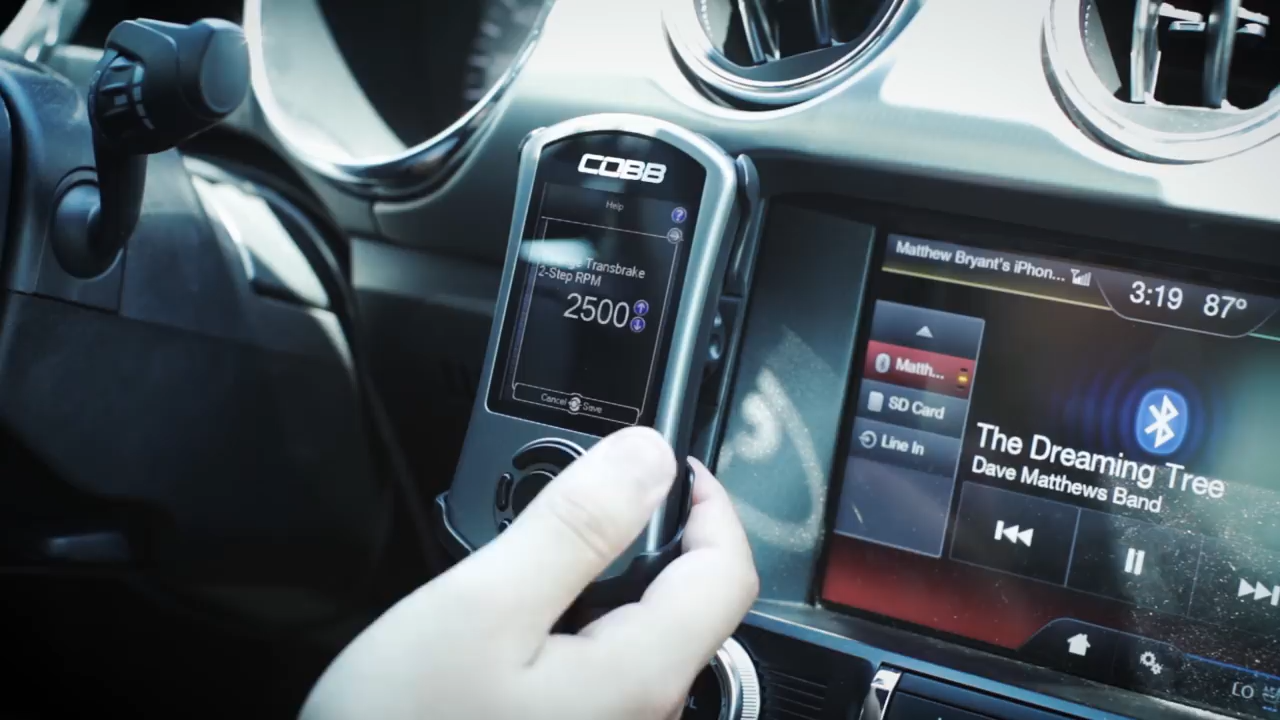 COBB
Help
?
Transbrake
2-Step RPM
2500
Cancel Save
Matthew Bryant's iPhon...
3:19 87°
Matth...
SD Card
Line In
The Dreaming Tree
Dave Matthews Band